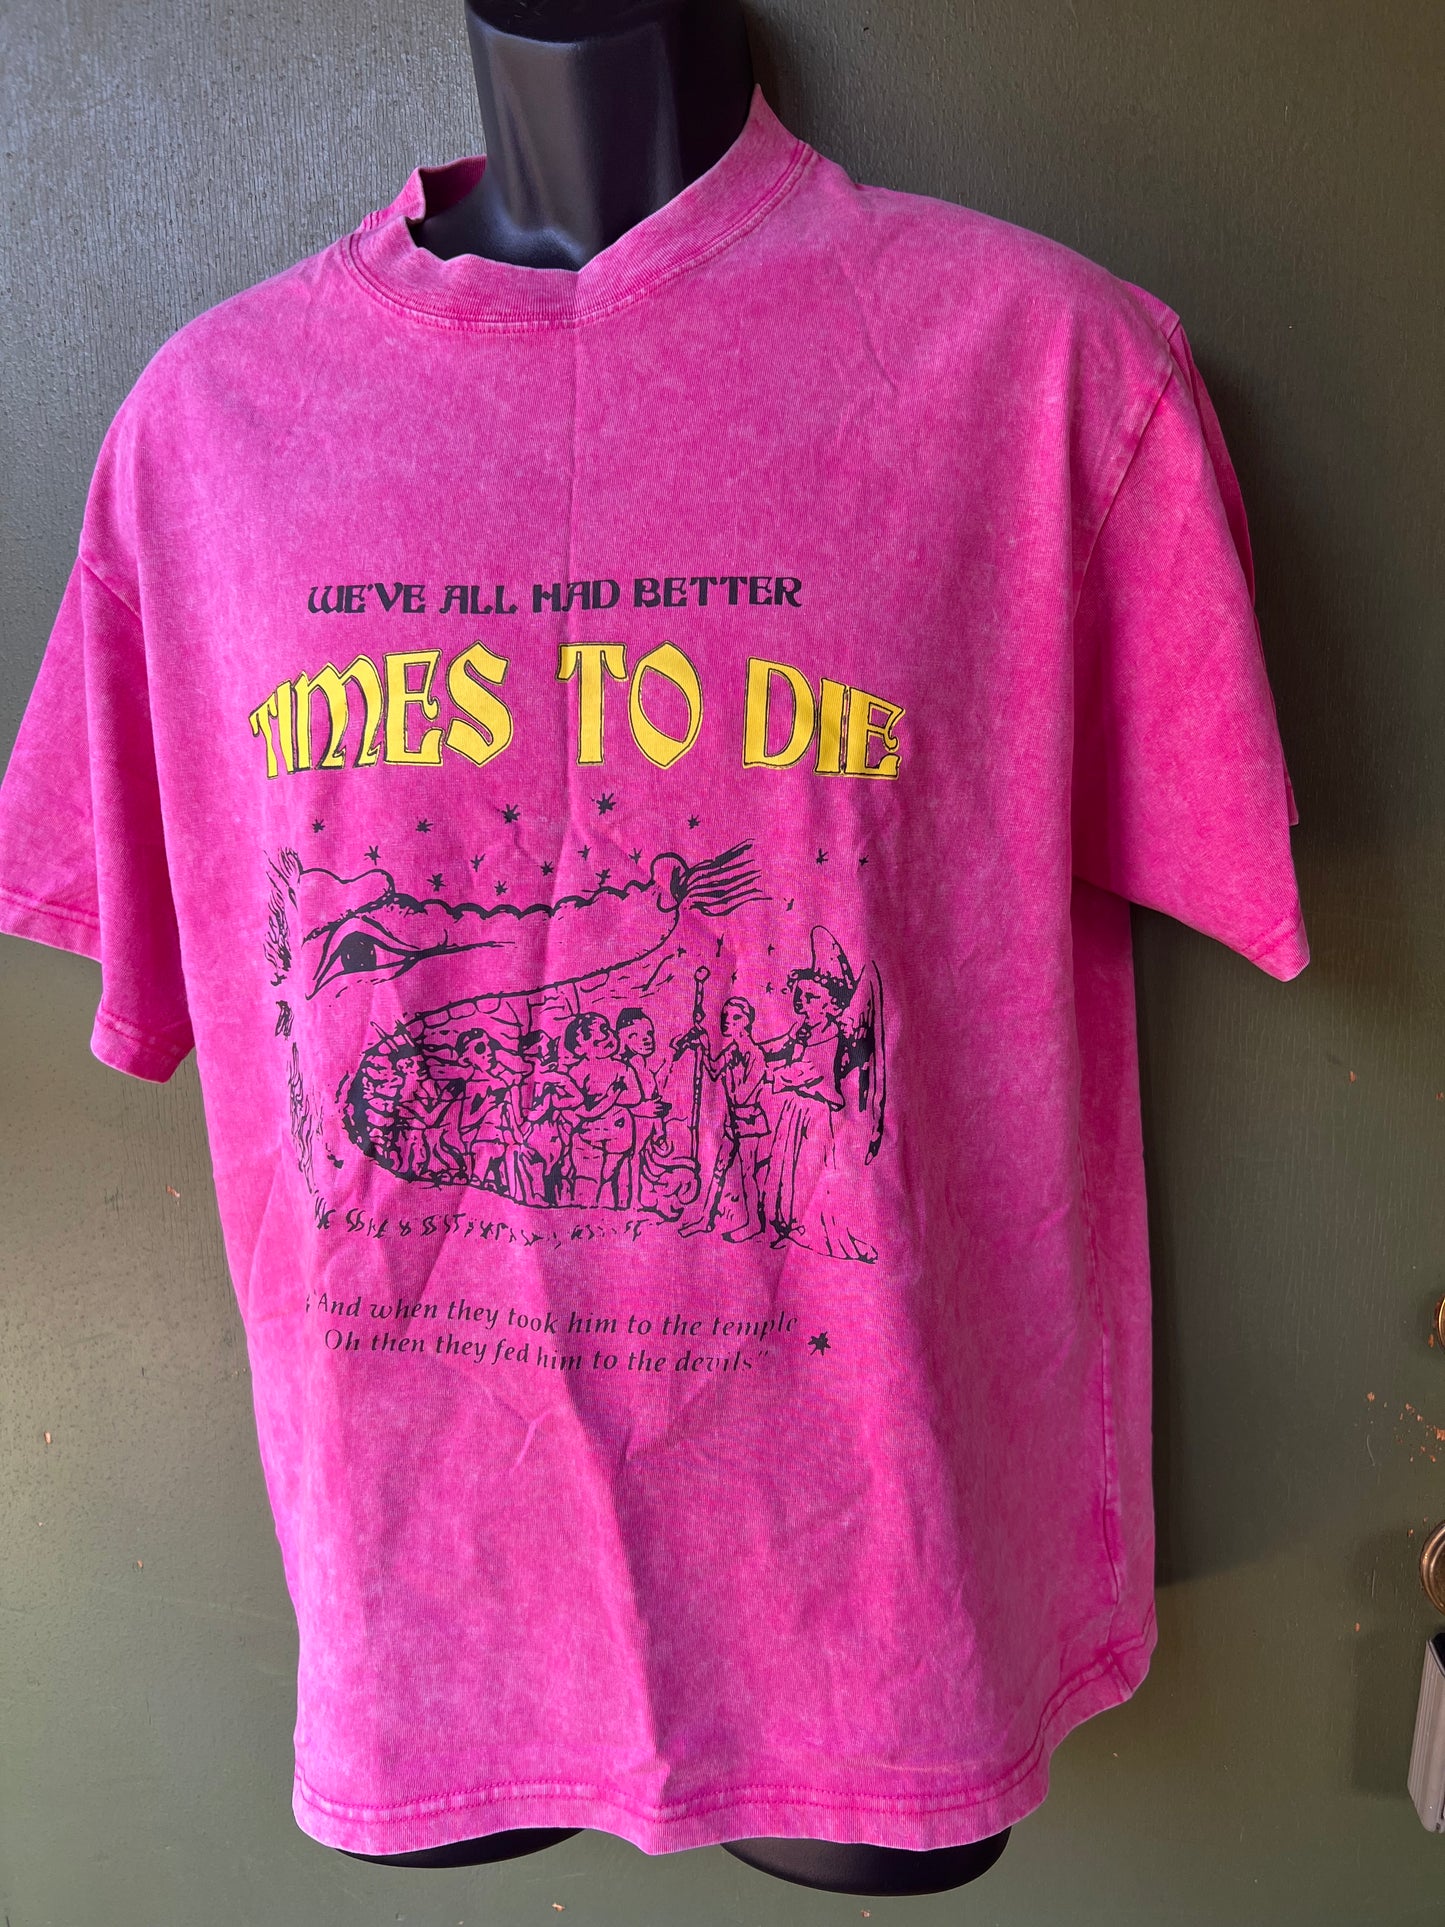 WE'VE ALL HAD BETTER
TIMES TO DIE
"And when they took him to the temple
Oh then they fed him to the devils"